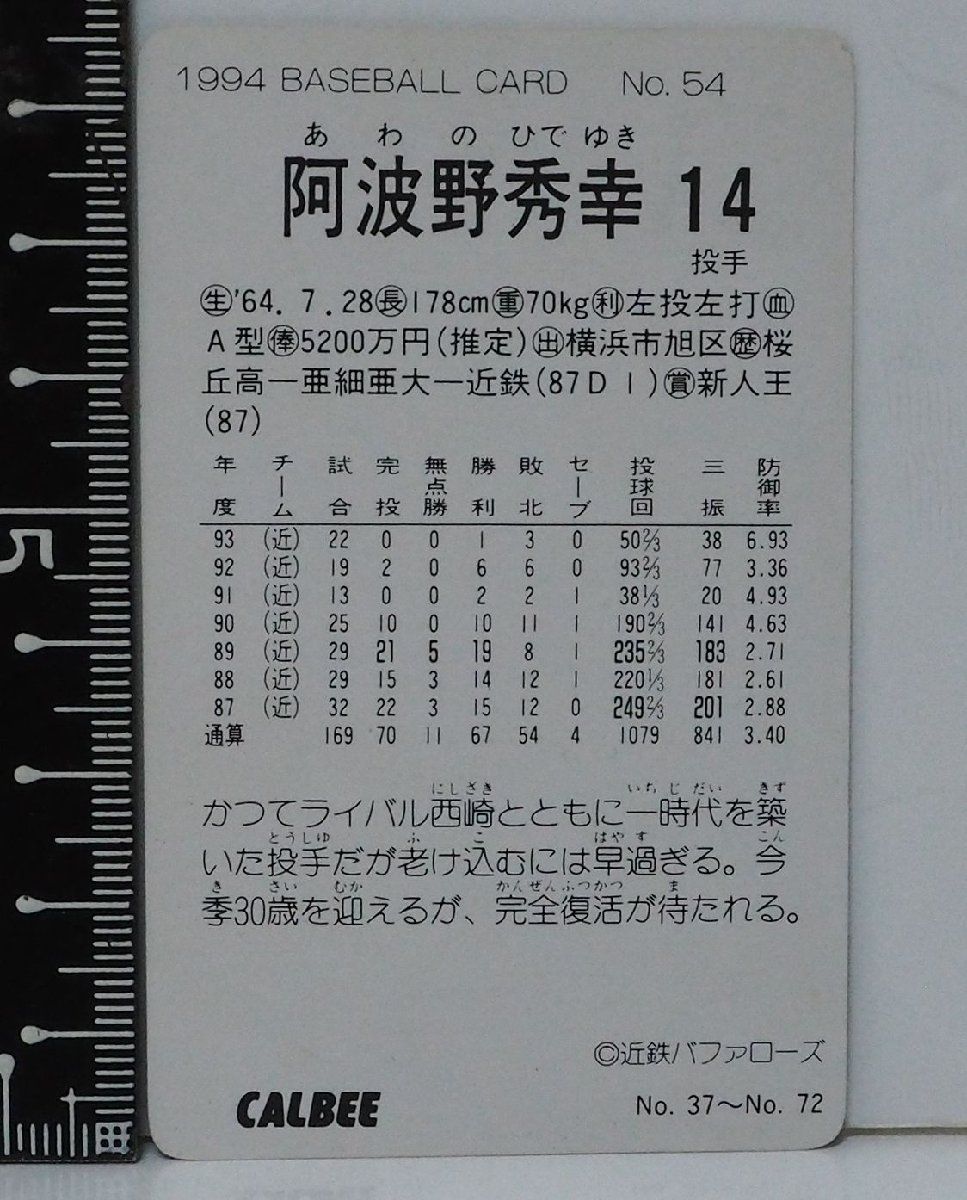 1994 BASEBALL CARD No. 54
あわのひでゆき
阿波野秀幸 14
投手
㊤'64. 7. 28㊤178cm㊤70kg㊤左投左打㊤
A型㊤5200万円(推定)㊤横浜市旭区㊤桜
丘高ー亜細亜大ー近鉄(87D1)㊤新人王
(87)
年度 チーム 試合 完投 無点勝 勝利 敗北 セーブ 投球回 三振 防御率
93 (近) 22 0 0 1 3 0 50⅔ 38 6.93
92 (近) 19 2 0 6 6 0 93⅔ 77 3.36
91 (近) 13 0 0 2 2 1 38⅓ 20 4.93
90 (近) 25 10 0 10 11 1 190⅔ 141 4.63
89 (近) 29 21 5 19 8 1 235⅔ 183 2.71
88 (近) 29 15 3 14 12 1 220⅓ 181 2.61
87 (近) 32 22 3 15 12 0 249⅔ 201 2.88
通算 169 70 11 67 54 4 1079 841 3.40
にしざき いちじだい きず
かつてライバル西崎とともに一時代を築
とうしゆ ふ こ はやす こん
いた投手だが老け込むには早過ぎる。今
き さい むか かんぜんふつかつ ま
季30歳を迎えるが、完全復活が待たれる。
©近鉄バファローズ
CALBEE
No. 37〜No. 72
5